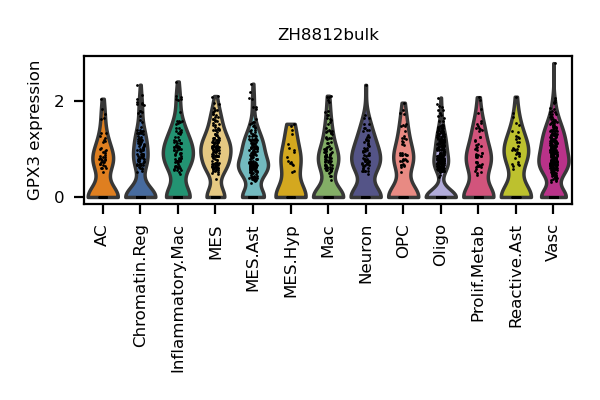 ZH8812bulk
GPX3 expression
2
0
AC
Chromatin.Reg
Inflammatory.Mac
MES
MES.Ast
MES.Hyp
Mac
Neuron
OPC
Oligo
Prolif.Metab
Reactive.Ast
Vasc